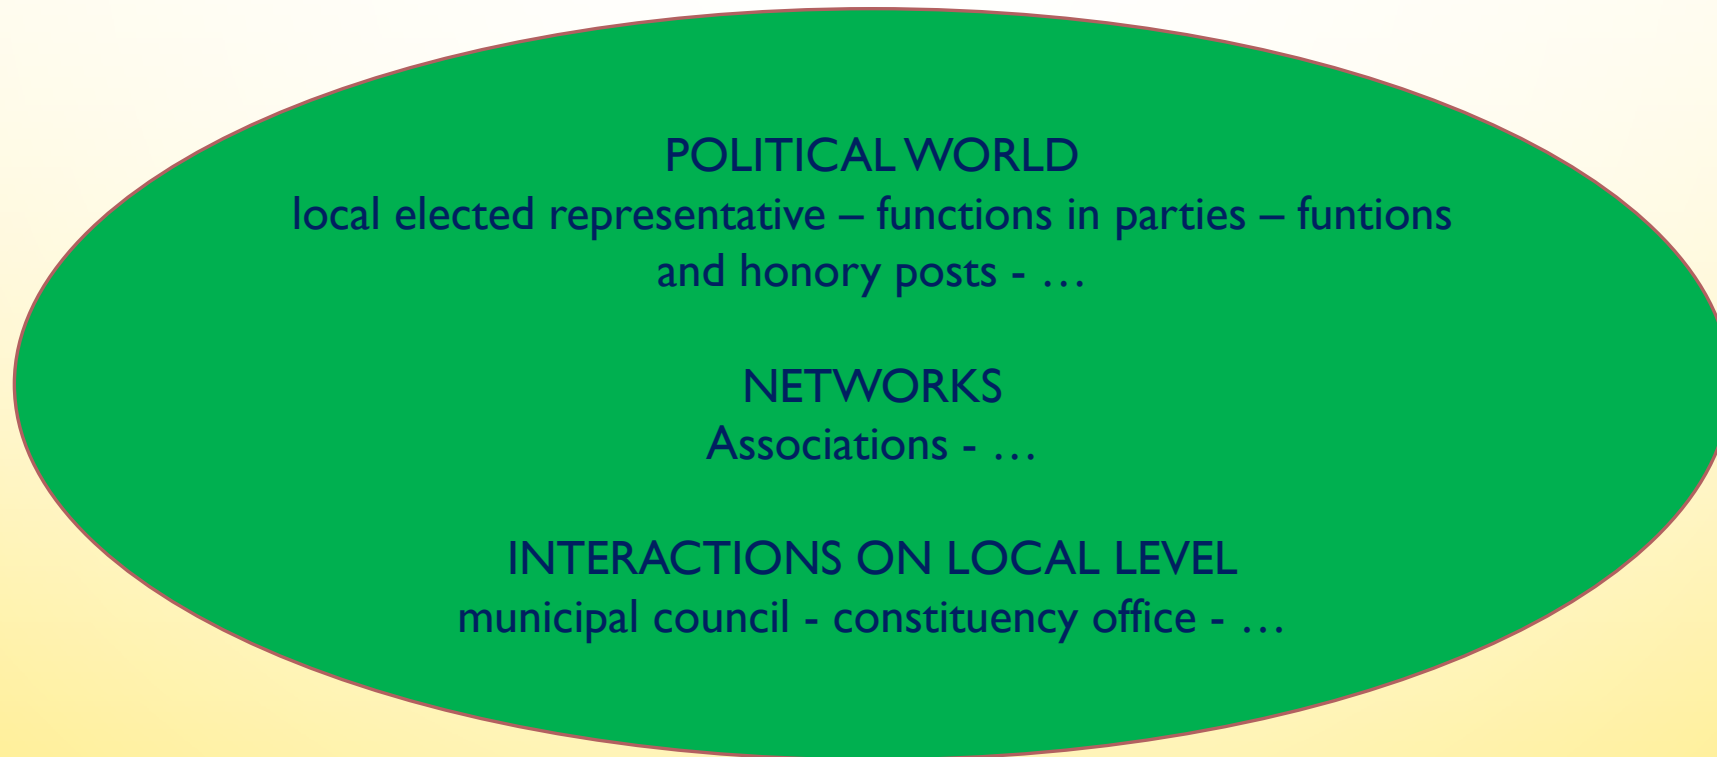 POLITICAL WORLD
local elected representative – functions in parties – funtions
and honory posts - …
NETWORKS
Associations - …
INTERACTIONS ON LOCAL LEVEL
municipal council - constituency office - …